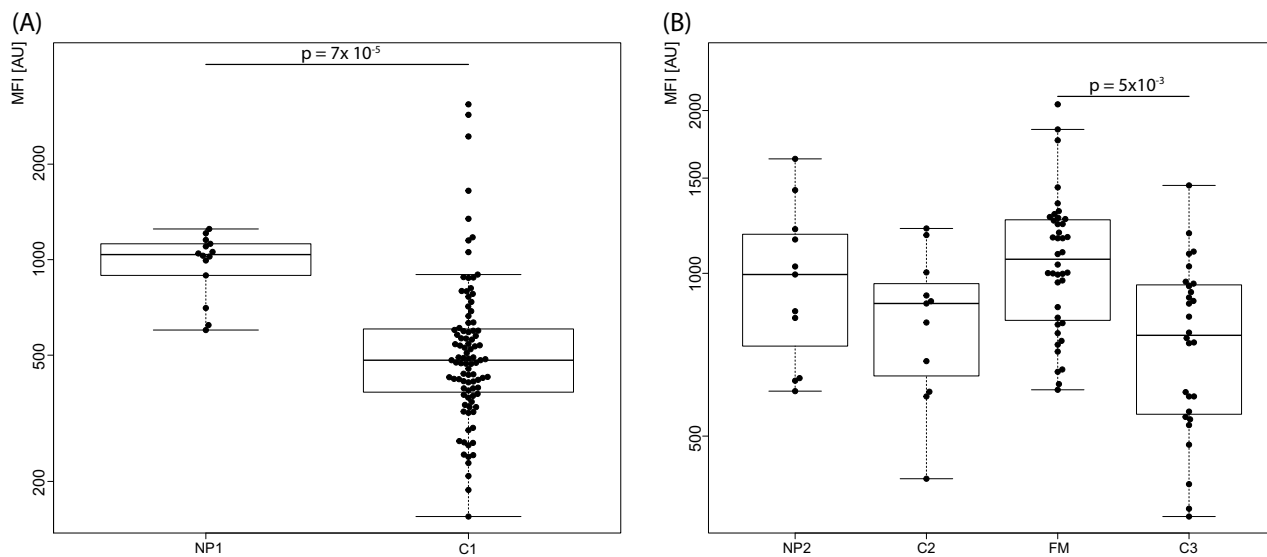 (A)
MFI [AU]
p = 7x 10⁻⁵
2000
1000
500
200
NP1 C1
(B)
MFI [AU]
p = 5x10⁻³
2000
1500
1000
500
NP2 C2 FM C3